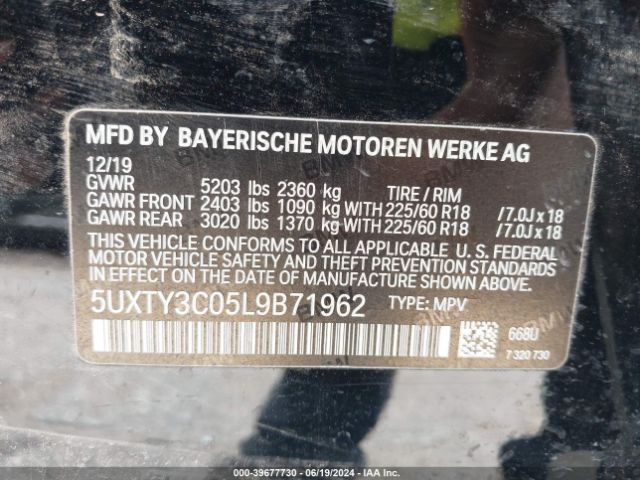 MFD BY BAYERISCHE MOTOREN WERKE AG
12/19
GVWR 5203 lbs 2360 kg TIRE / RIM
GAWR FRONT 2403 lbs 1090 kg WITH 225/60 R18 /7.0J x 18
GAWR REAR 3020 lbs 1370 kg WITH 225/60 R18 /7.0J x 18
THIS VEHICLE CONFORMS TO ALL APPLICABLE U. S. FEDERAL
MOTOR VEHICLE SAFETY, BUMPER, AND THEFT PREVENTION
STANDARDS IN EFFECT ON THE DATE OF MANUFACTURE SHOWN ABOVE.
5UXTY3C05L9B71962 TYPE: MPV
668U
7 320 730
000-39677730 - 06/19/2024 - IAAI.com